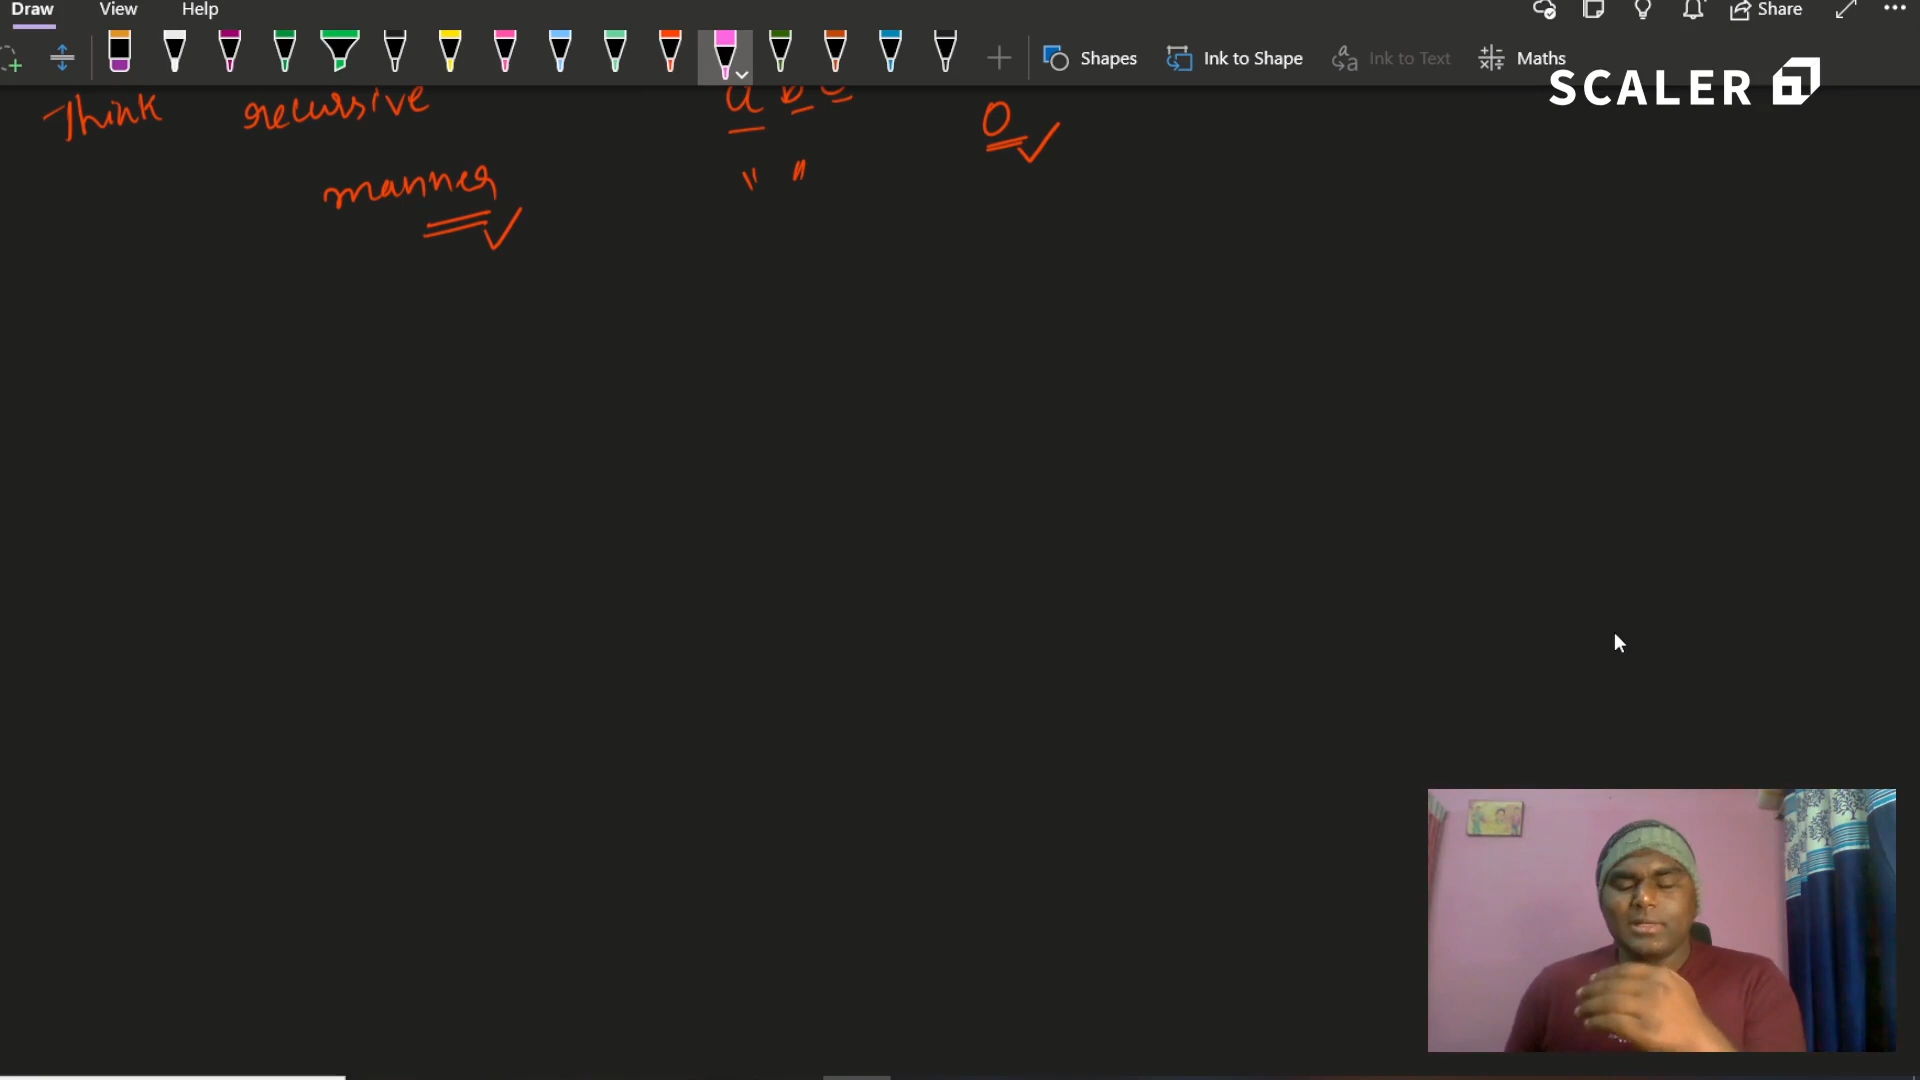 Draw View Help Share
Shapes Ink to Shape Ink to Text Maths
SCALER
Think recursive a b c 0
manner " "